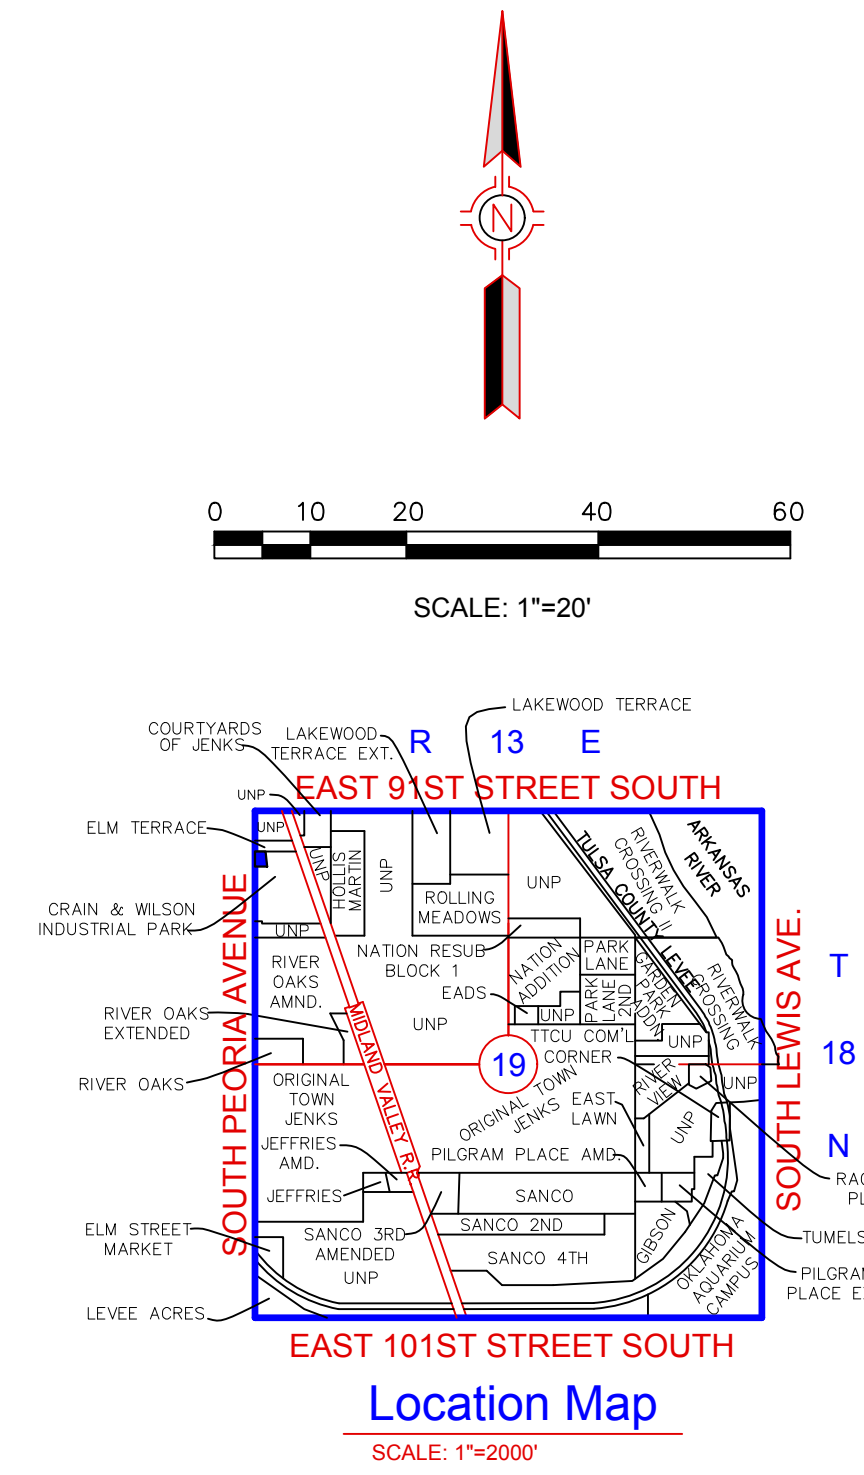 N
0 10 20 40 60
SCALE: 1"=20'
LAKEWOOD TERRACE
COURTYARDS
OF JENKS
LAKEWOOD
TERRACE EXT.
R 13 E
EAST 91ST STREET SOUTH
UNP
UNP
ELM TERRACE
UNP
HOLLIS
MARTIN
UNP
ROLLING
MEADOWS
UNP
TULSA COUNTY LEVEE
RIVERWALK
CROSSING II
ARKANSAS
RIVER
CRAIN & WILSON
INDUSTRIAL PARK
UNP
SOUTH PEORIA AVENUE
NATION RESUB
BLOCK 1
NATION
ADDITION
PARK
LANE
PARK
LANE
2ND
GARDEN
PARK
ADDN
RIVERWALK
CROSSING
SOUTH LEWIS AVE.
T
18
N
RIVER
OAKS
AMND.
EADS
UNP
UNP
RIVER OAKS
EXTENDED
MIDLAND VALLEY R.R
TTCU COM'L
CORNER
UNP
RIVER OAKS
19
RIVER
VIEW
UNP
ORIGINAL
TOWN
JENKS
ORIGINAL TOWN
JENKS
EAST
LAWN
UNP
JEFFRIES
AMD.
PILGRAM PLACE AMD.
JEFFRIES
SANCO
ELM STREET
MARKET
SANCO 3RD
AMENDED
SANCO 2ND
SANCO 4TH
GIBSON
OKLAHOMA
AQUARIUM
CAMPUS
TUMELS
UNP
PLACE
LEVEE ACRES
EAST 101ST STREET SOUTH
Location Map
SCALE: 1"=2000'